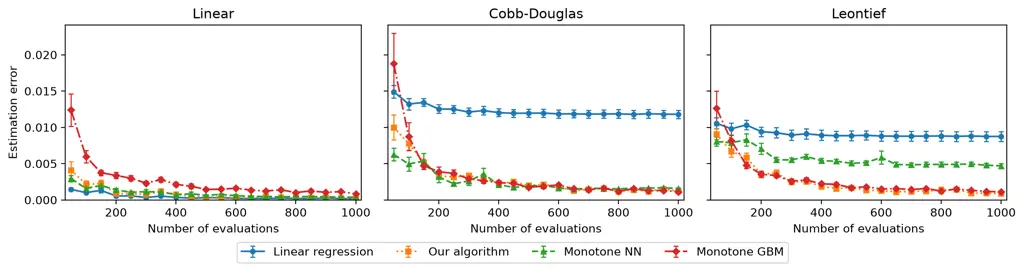 Linear
Cobb-Douglas
Leontief
Estimation error
0.020
0.015
0.010
0.005
0.000
200 400 600 800 1000
200 400 600 800 1000
200 400 600 800 1000
Number of evaluations
Number of evaluations
Number of evaluations
Linear regression Our algorithm Monotone NN Monotone GBM